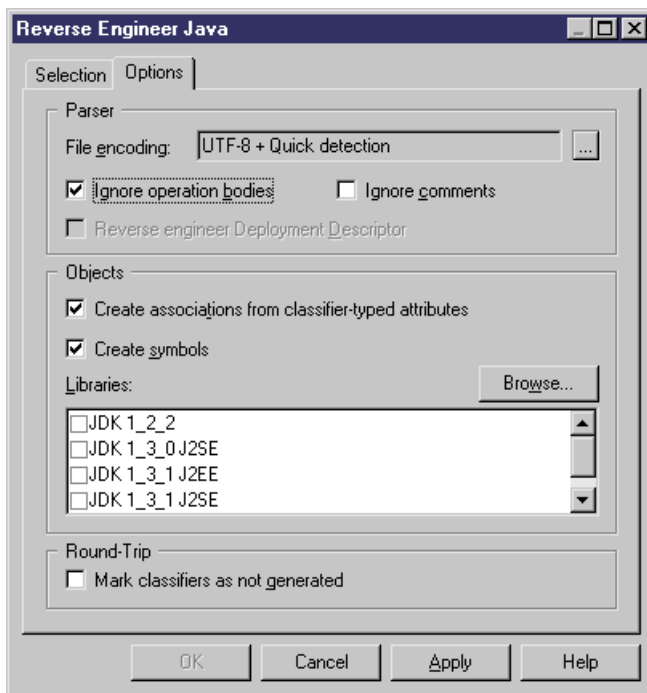 Reverse Engineer Java
Selection Options
Parser
File encoding: UTF-8 + Quick detection ...
Ignore operation bodies Ignore comments
Reverse engineer Deployment Descriptor
Objects
Create associations from classifier-typed attributes
Create symbols
Libraries: Browse...
JDK 1_2_2
JDK 1_3_0 J2SE
JDK 1_3_1 J2EE
JDK 1_3_1 J2SE
Round-Trip
Mark classifiers as not generated
OK Cancel Apply Help